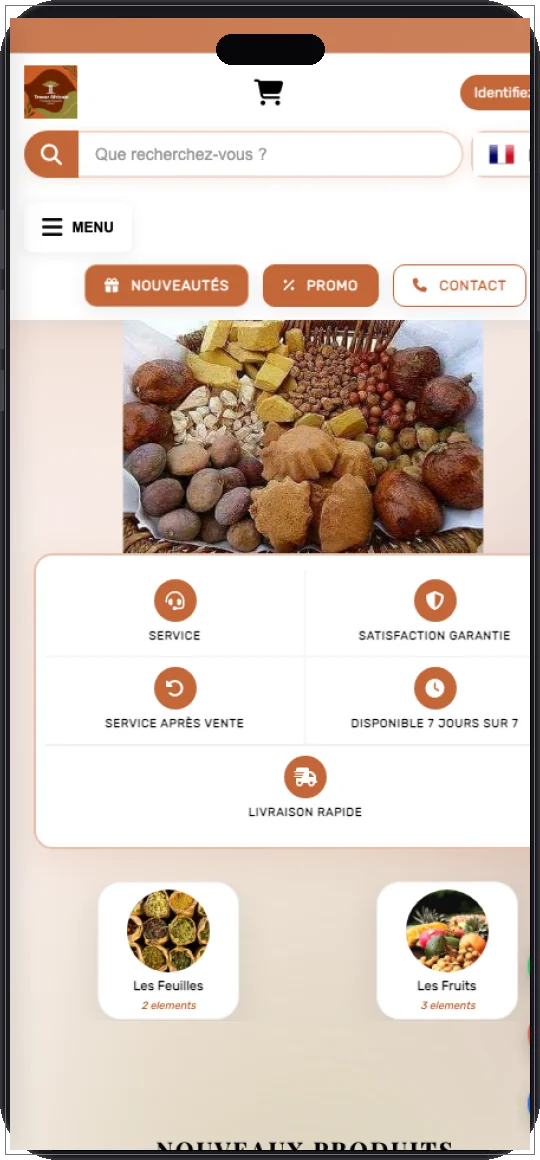 Identifiez
Que recherchez-vous ?
MENU
NOUVEAUTÉS
PROMO
CONTACT
SERVICE
SATISFACTION GARANTIE
SERVICE APRÈS VENTE
DISPONIBLE 7 JOURS SUR 7
LIVRAISON RAPIDE
Les Feuilles
2 elements
Les Fruits
3 elements
NOUVEAUX PRODUITS